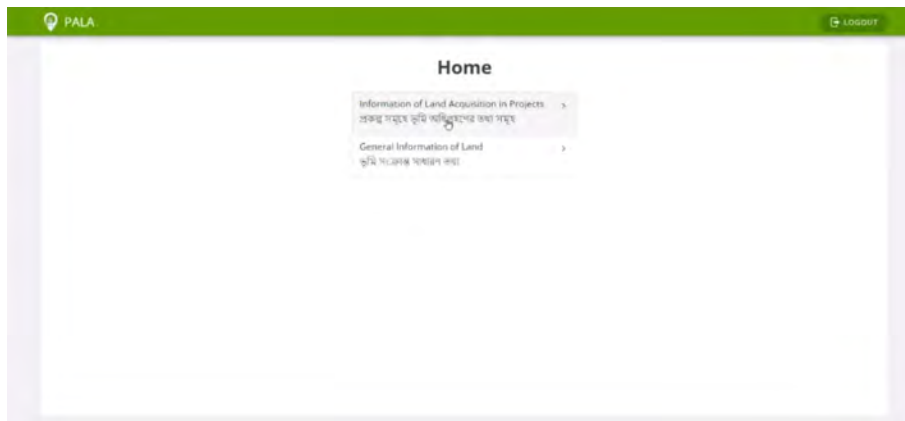 PALA
LOGOUT
Home
Information of Land Acquisition in Projects
প্রকল্প সমূহে ভূমি অধিগ্রহণের তথ্য সমূহ
General Information of Land
ভূমি সংক্রান্ত সাধারণ তথ্য